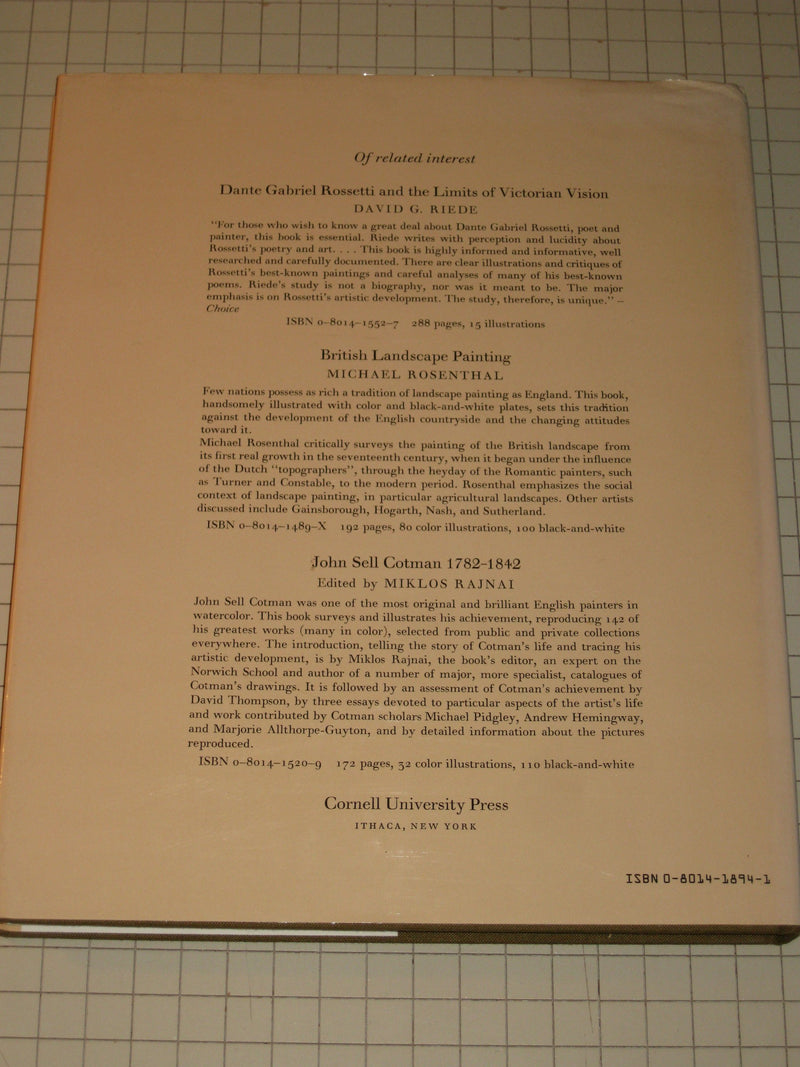 Of related interest
Dante Gabriel Rossetti and the Limits of Victorian Vision
DAVID G. RIEDE
"For those who wish to know a great deal about Dante Gabriel Rossetti, poet and
painter, this book is essential. Riede writes with perception and lucidity about
Rossetti's poetry and art. . . . This book is highly informed and informative, well
researched and carefully documented. There are clear illustrations and critiques of
Rossetti's best-known paintings and careful analyses of many of his best-known
poems. Riede's study is not a biography, nor was it meant to be. The major
emphasis is on Rossetti's artistic development. The study, therefore, is unique." –
Choice
ISBN 0–8014–1552–7 288 pages, 15 illustrations
British Landscape Painting
MICHAEL ROSENTHAL
Few nations possess as rich a tradition of landscape painting as England. This book,
handsomely illustrated with color and black-and-white plates, sets this tradition
against the development of the English countryside and the changing attitudes
toward it.
Michael Rosenthal critically surveys the painting of the British landscape from
its first real growth in the seventeenth century, when it began under the influence
of the Dutch "topographers", through the heyday of the Romantic painters, such
as Turner and Constable, to the modern period. Rosenthal emphasizes the social
context of landscape painting, in particular agricultural landscapes. Other artists
discussed include Gainsborough, Hogarth, Nash, and Sutherland.
ISBN 0–8014–1489–X 192 pages, 80 color illustrations, 100 black-and-white
John Sell Cotman 1782-1842
Edited by MIKLOS RAJNAI
John Sell Cotman was one of the most original and brilliant English painters in
watercolor. This book surveys and illustrates his achievement, reproducing 142 of
his greatest works (many in color), selected from public and private collections
everywhere. The introduction, telling the story of Cotman's life and tracing his
artistic development, is by Miklos Rajnai, the book's editor, an expert on the
Norwich School and author of a number of major, more specialist, catalogues of
Cotman's drawings. It is followed by an assessment of Cotman's achievement by
David Thompson, by three essays devoted to particular aspects of the artist's life
and work contributed by Cotman scholars Michael Pidgley, Andrew Hemingway,
and Marjorie Allthorpe-Guyton, and by detailed information about the pictures
reproduced.
ISBN 0–8014–1520–9 172 pages, 32 color illustrations, 110 black-and-white
Cornell University Press
ITHACA, NEW YORK
ISBN 0-8014-1894-1